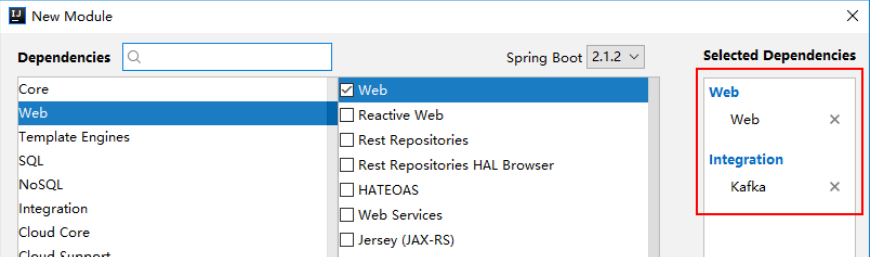 New Module
Dependencies
Spring Boot 2.1.2
Selected Dependencies
Core
Web
Template Engines
SQL
NoSQL
Integration
Cloud Core
Cloud Support
Web
Reactive Web
Rest Repositories
Rest Repositories HAL Browser
HATEOAS
Web Services
Jersey (JAX-RS)
Web
Web
Integration
Kafka